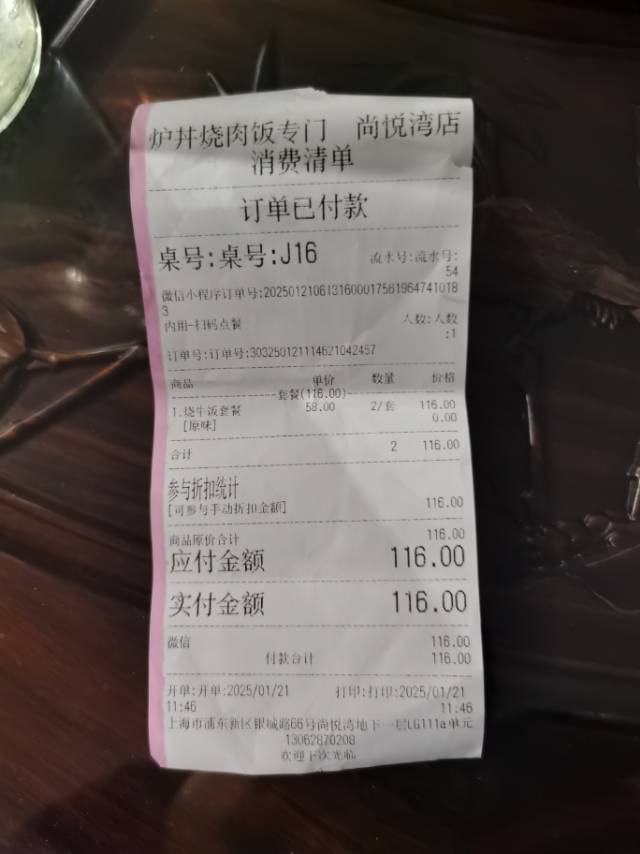 炉丼烧肉饭专门 尚悦湾店
消费清单
订单已付款
桌号:桌号:J16 流水号:流水号:
54
微信小程序订单号:20250121061316000175619647410183
3
内用-扫码点餐 人数:人数
:1
订单号:订单号:303250121114621042457
商品 单价 数量 价格
套餐(116.00)
1.烧牛饭套餐 58.00 2/套 116.00
[原味] 0.00
合计 2 116.00
参与折扣统计
[可参与手动折扣金额] 116.00
商品原价合计 116.00
应付金额 116.00
实付金额 116.00
微信 116.00
付款合计 116.00
开单:开单:2025/01/21 打印:打印:2025/01/21
11:46 11:46
上海市浦东新区银城路66号尚悦湾地下一层LG111a单元
13062870208
欢迎下次光临